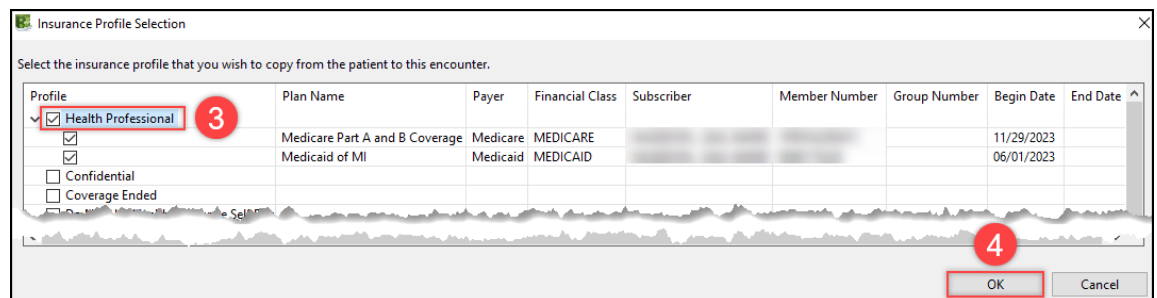 Insurance Profile Selection
Select the insurance profile that you wish to copy from the patient to this encounter.
Profile Plan Name Payer Financial Class Subscriber Member Number Group Number Begin Date End Date
Health Professional 3
Medicare Part A and B Coverage Medicare MEDICARE 11/29/2023
Medicaid of MI Medicaid MEDICAID 06/01/2023
Confidential
Coverage Ended
4
OK Cancel